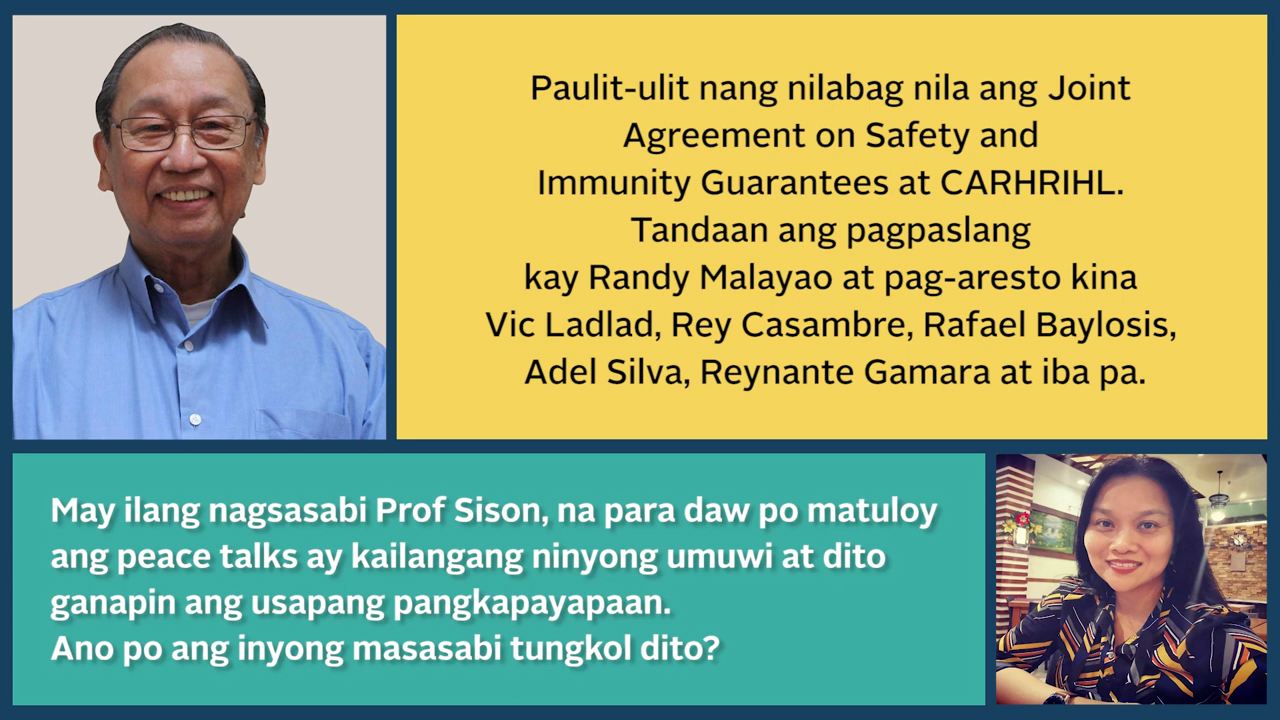 Paulit-ulit nang nilabag nila ang Joint
Agreement on Safety and
Immunity Guarantees at CARHRIHL.
Tandaan ang pagpaslang
kay Randy Malayao at pag-aresto kina
Vic Ladlad, Rey Casambre, Rafael Baylosis,
Adel Silva, Reynante Gamara at iba pa.
May ilang nagsasabi Prof Sison, na para daw po matuloy
ang peace talks ay kailangang ninyong umuwi at dito
ganapin ang usapang pangkapayapaan.
Ano po ang inyong masasabi tungkol dito?